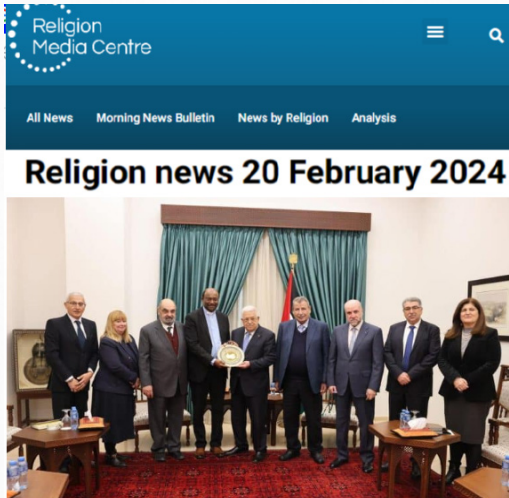 Religion
Media Centre
All News Morning News Bulletin News by Religion Analysis
Religion news 20 February 2024